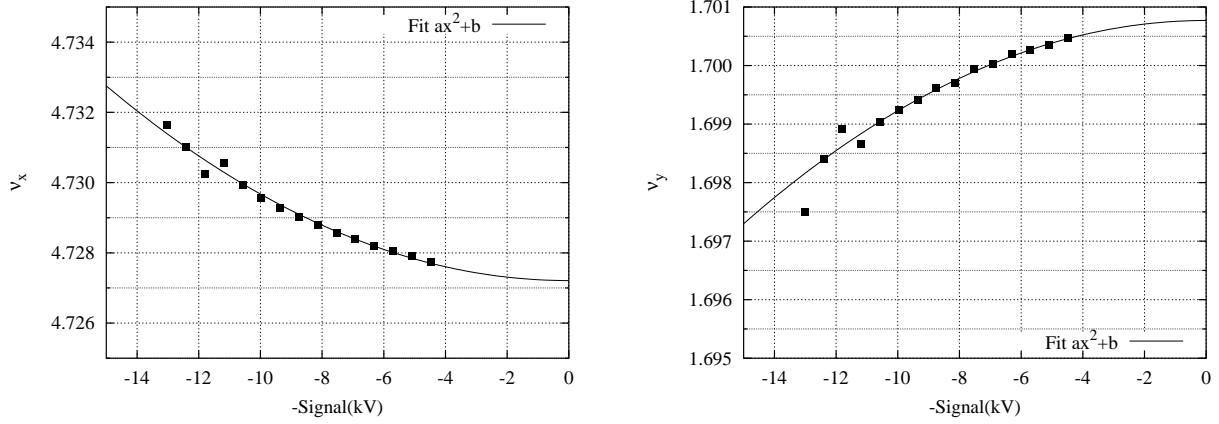 4.734
4.732
4.730
4.728
4.726
ν_x
Fit ax²+b
-14 -12 -10 -8 -6 -4 -2 0
-Signal(kV)
1.701
1.700
1.699
1.698
1.697
1.696
1.695
ν_y
Fit ax²+b
-14 -12 -10 -8 -6 -4 -2 0
-Signal(kV)